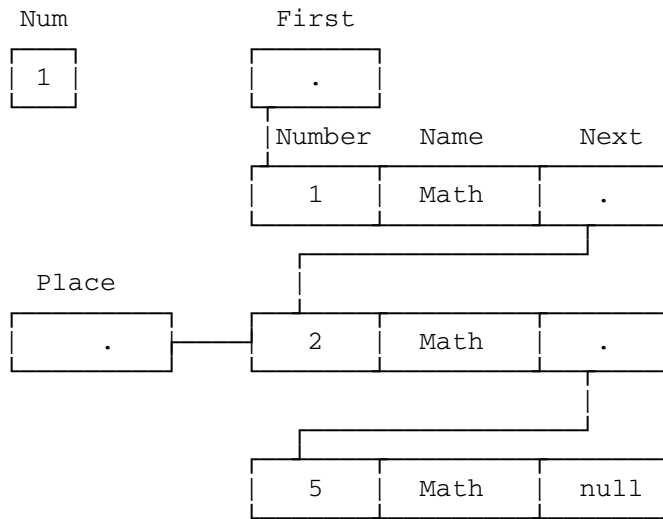 Num First
1 .
Number Name Next
1 Math .
Place
. 2 Math .
5 Math null